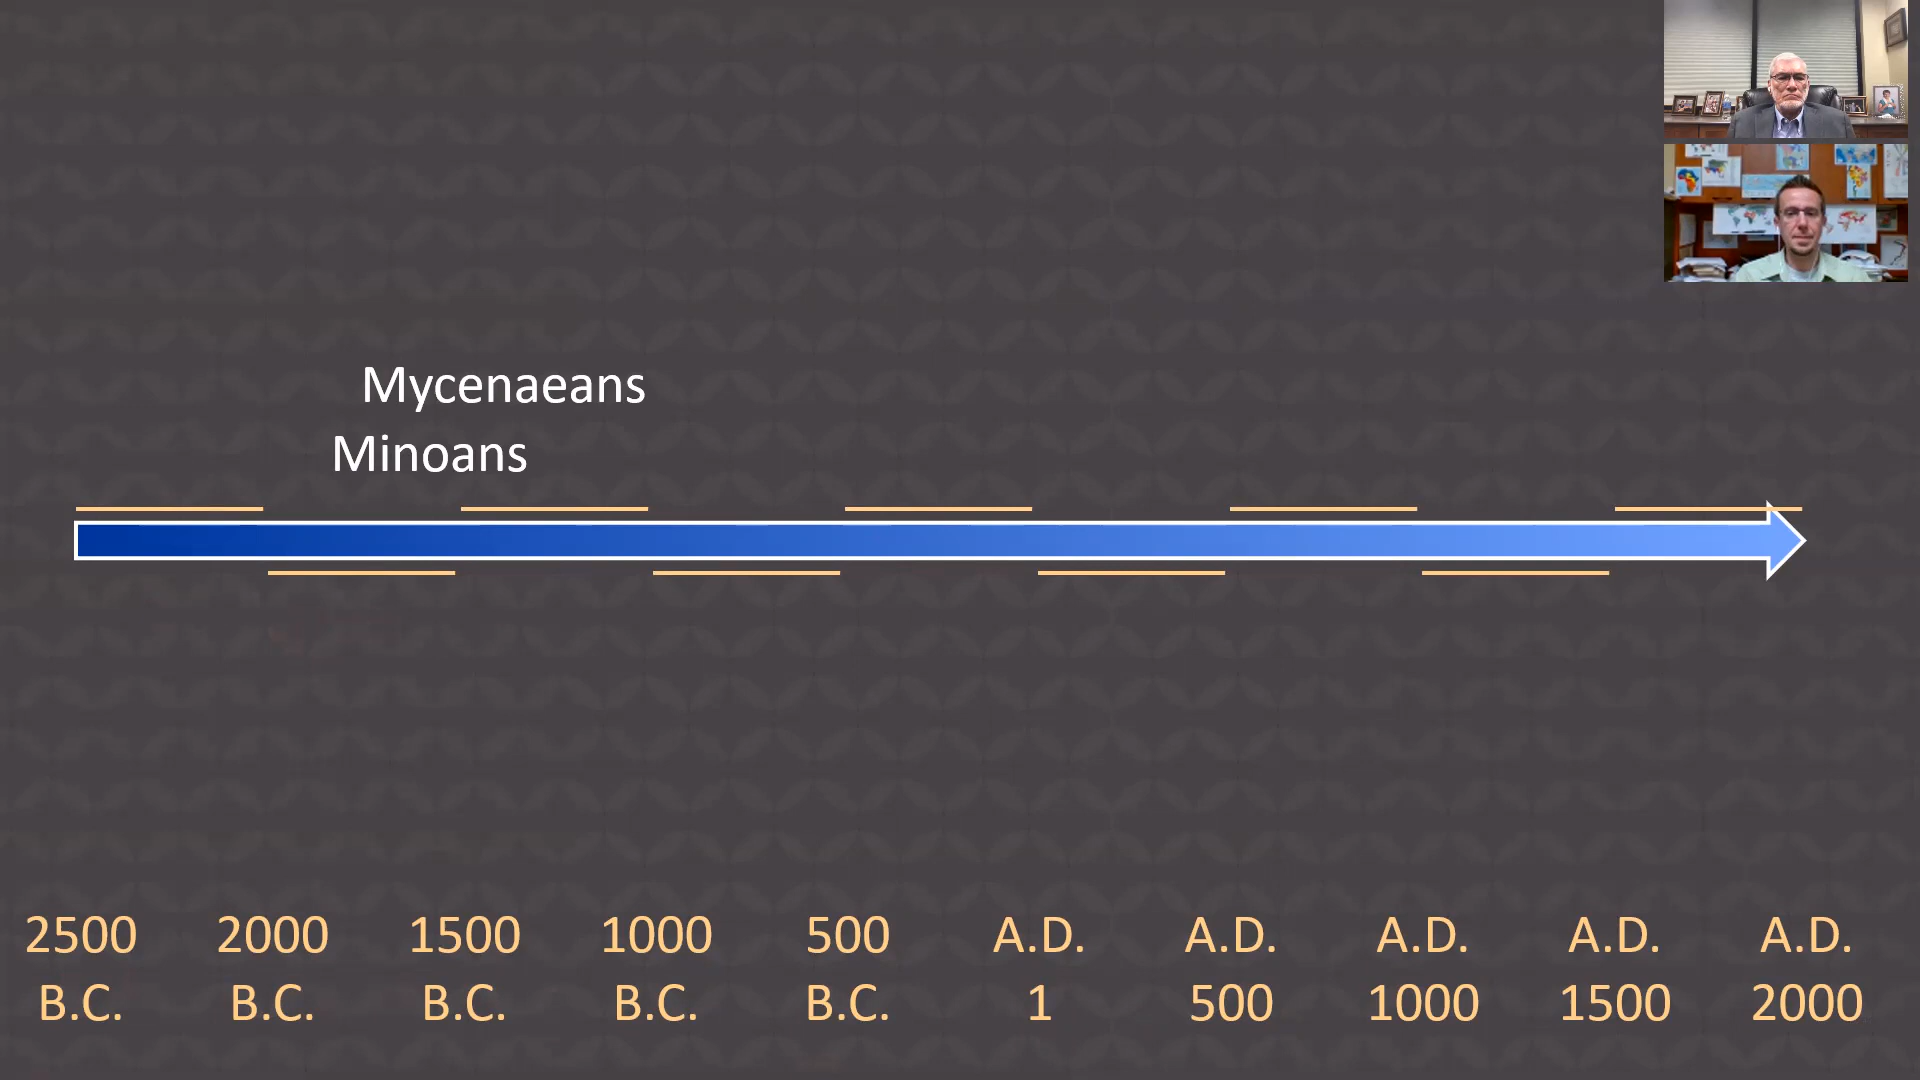 Mycenaeans
Minoans
2500 2000 1500 1000 500 A.D. A.D. A.D. A.D. A.D.
B.C. B.C. B.C. B.C. B.C. 1 500 1000 1500 2000